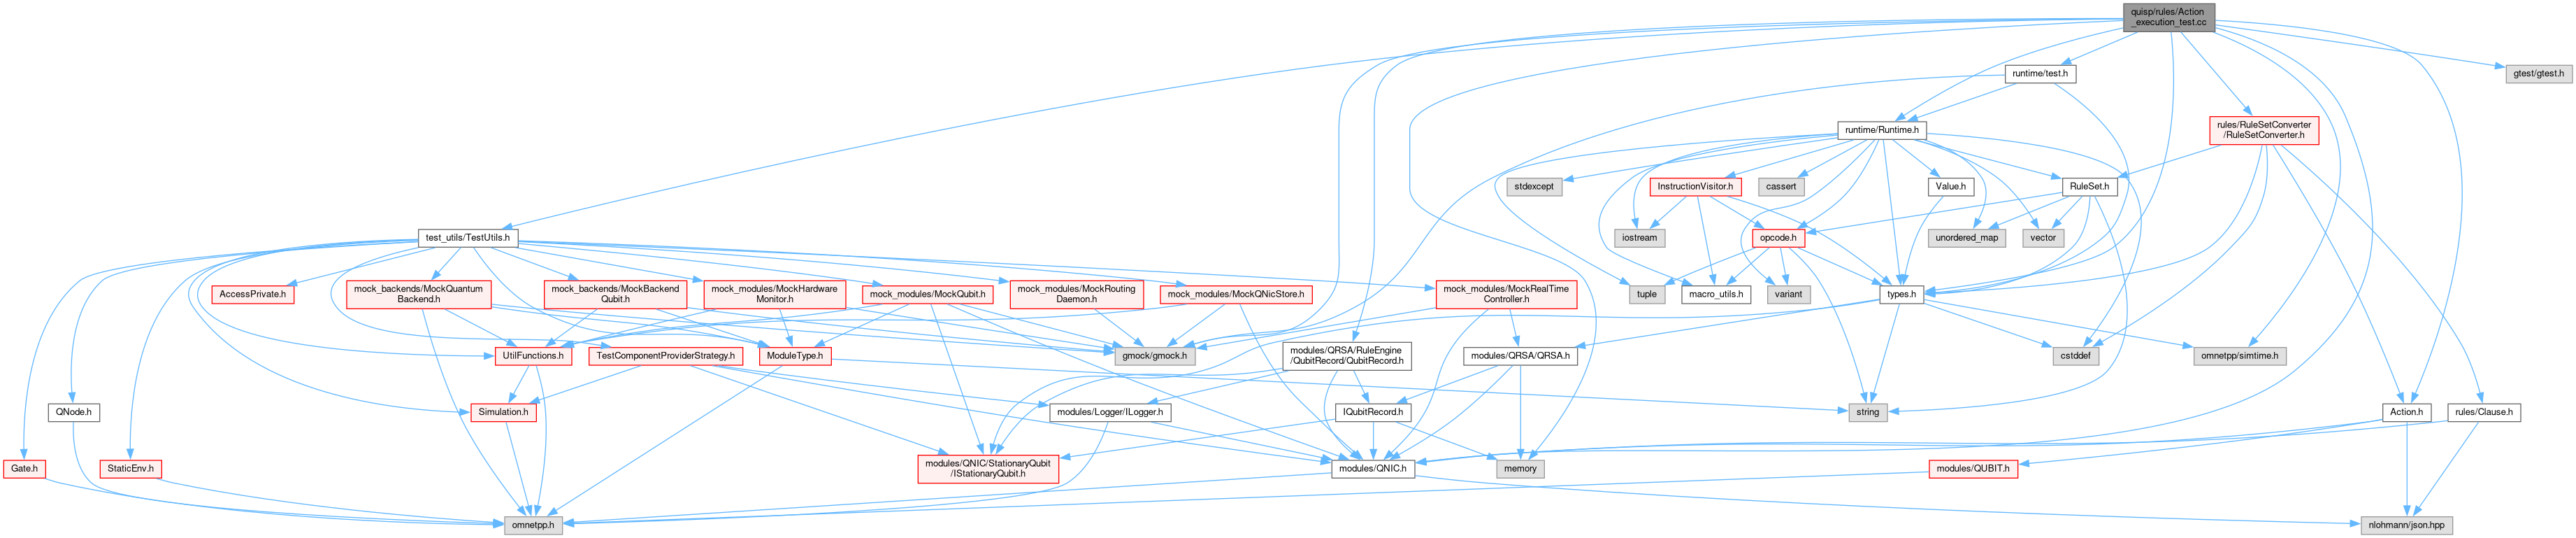 quisp/rules/Action
_execution_test.cc
runtime/test.h
gtest/gtest.h
runtime/Runtime.h
rules/RuleSetConverter
/RuleSetConverter.h
stdexcept
InstructionVisitor.h
cassert
Value.h
RuleSet.h
test_utils/TestUtils.h
iostream
opcode.h
unordered_map
vector
AccessPrivate.h
mock_backends/MockQuantum
Backend.h
mock_backends/MockBackend
Qubit.h
mock_modules/MockHardware
Monitor.h
mock_modules/MockQubit.h
mock_modules/MockRouting
Daemon.h
mock_modules/MockQNicStore.h
mock_modules/MockRealTime
Controller.h
tuple
macro_utils.h
variant
types.h
UtilFunctions.h
TestComponentProviderStrategy.h
ModuleType.h
gmock/gmock.h
modules/QRSA/RuleEngine
/QubitRecord/QubitRecord.h
modules/QRSA/QRSA.h
cstddef
omnetpp/simtime.h
QNode.h
Simulation.h
modules/Logger/ILogger.h
IQubitRecord.h
string
Action.h
rules/Clause.h
Gate.h
StaticEnv.h
modules/QNIC/StationaryQubit
/IStationaryQubit.h
modules/QNIC.h
memory
modules/QUBIT.h
omnetpp.h
nlohmann/json.hpp